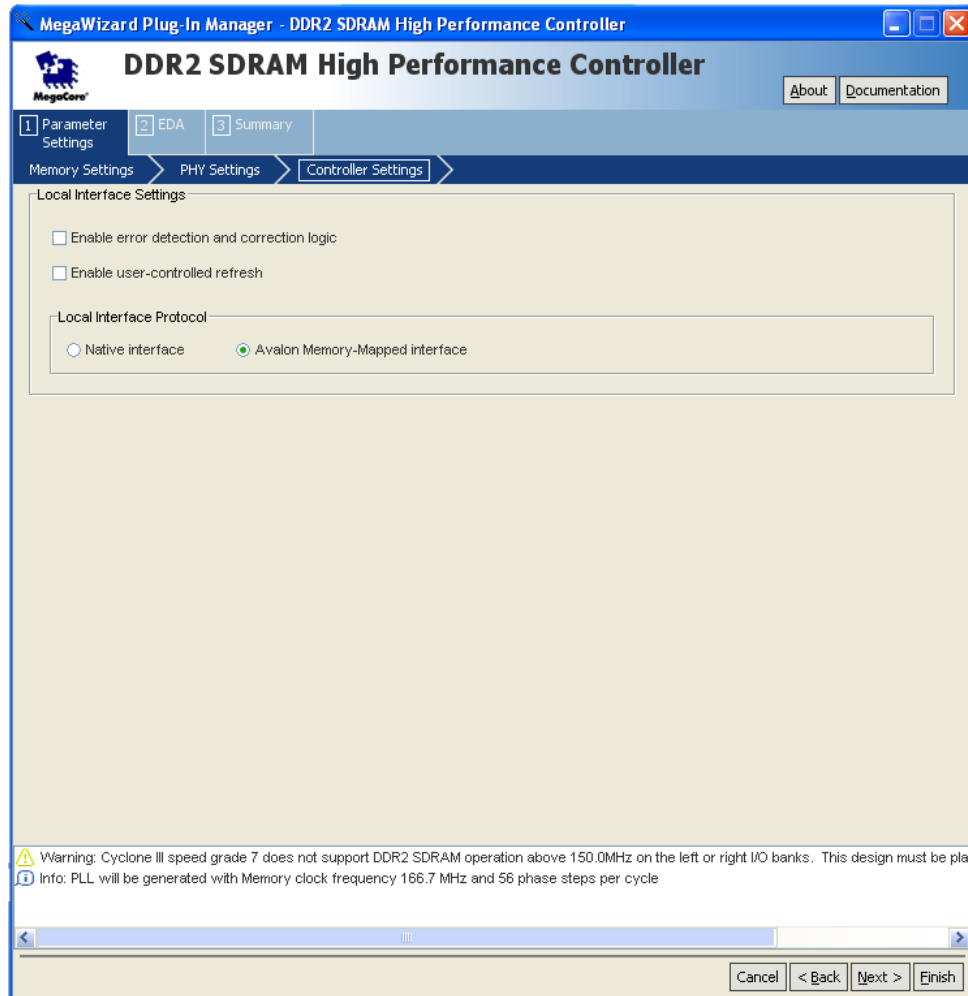 MegaWizard Plug-In Manager - DDR2 SDRAM High Performance Controller
DDR2 SDRAM High Performance Controller
MegaCore®
About Documentation
1 Parameter Settings 2 EDA 3 Summary
Memory Settings PHY Settings Controller Settings
Local Interface Settings
Enable error detection and correction logic
Enable user-controlled refresh
Local Interface Protocol
Native interface Avalon Memory-Mapped interface
Warning: Cyclone III speed grade 7 does not support DDR2 SDRAM operation above 150.0MHz on the left or right I/O banks. This design must be pla
Info: PLL will be generated with Memory clock frequency 166.7 MHz and 56 phase steps per cycle
Cancel < Back Next > Finish